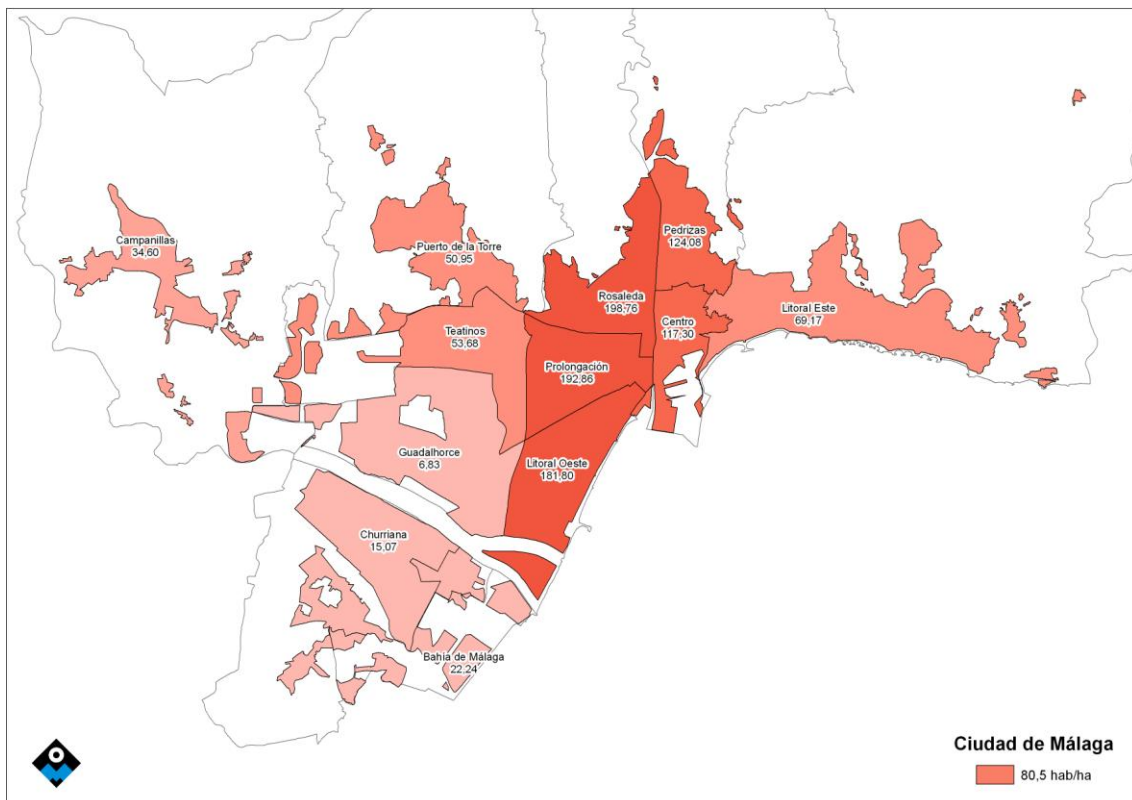 Campanillas
34,60
Puerto de la Torre
50,95
Pedrizas
124,08
Rosaleda
198,76
Centro
117,30
Litoral Este
69,17
Teatinos
53,68
Prolongación
192,86
Guadalhorce
6,83
Litoral Oeste
181,80
Churriana
15,07
Bahía de Málaga
22,24
Ciudad de Málaga
80,5 hab/ha